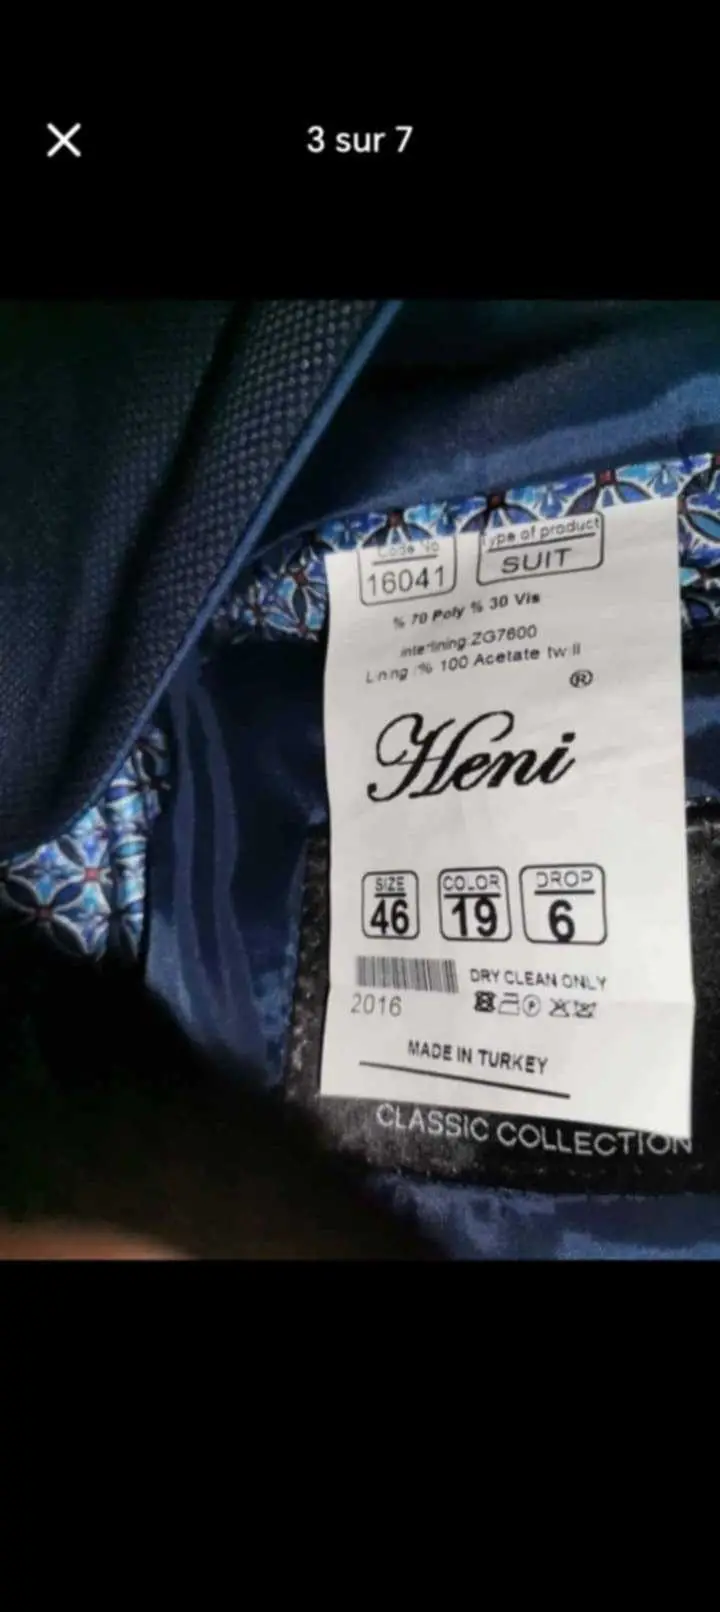 3 sur 7
Code No
16041
Type of product
SUIT
% 70 Poly % 30 Vis
interlining:ZG7600
Lining:% 100 Acetate twill
®
Heni
SIZE
46
COLOR
19
DROP
6
2016
DRY CLEAN ONLY
MADE IN TURKEY
CLASSIC COLLECTION